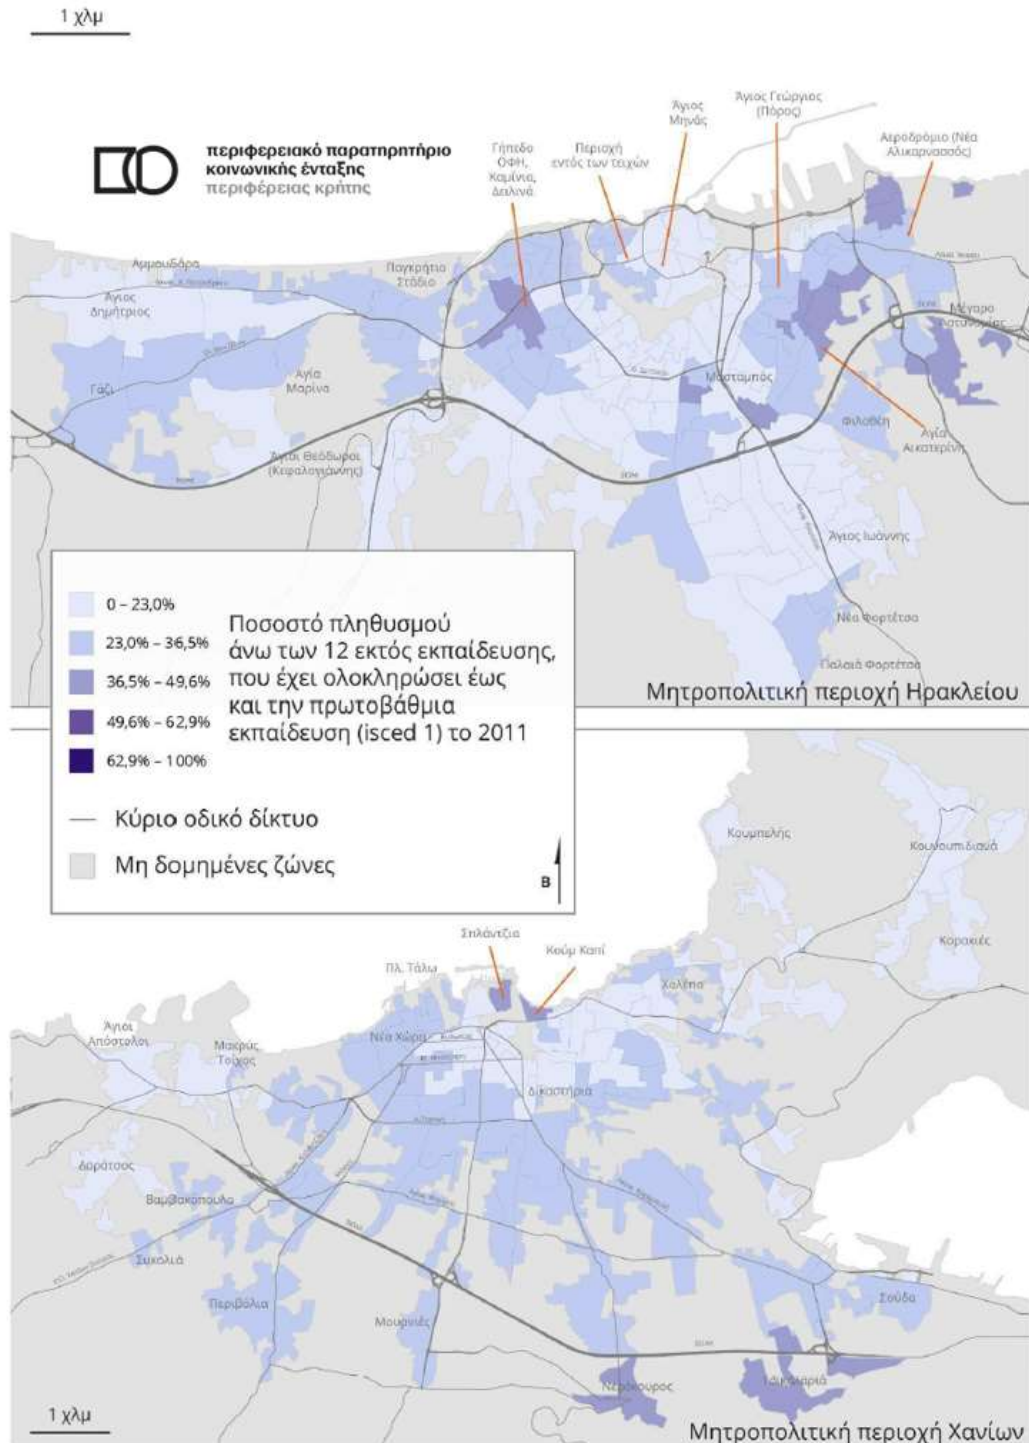 1 χλμ
περιφερειακό παρατηρητήριο
κοινωνικής ένταξης
περιφέρειας κρήτης
Γήπεδο
ΟΦΗ,
Καμίνια,
Δειλινά
Περιοχή
εντός των τειχών
Άγιος
Μηνάς
Άγιος Γεώργιος
(Πόρος)
Αεροδρόμιο (Νέα
Αλικαρνασσός)
Αμμουδάρα
Άγιος
Δημήτριος
Παγκρήτιο
Στάδιο
Μέγαρο
Αστυνομίας
Γάζι
Αγία
Μαρίνα
Μασταμπάς
Φιλοθέη
Αγία
Αικατερίνη
Άγιοι Θεόδωροι
(Κεφαλογιάννης)
Άγιος Ιωάννης
Νέα Φορτέτσα
Παλαιά Φορτέτσα
Μητροπολιτική περιοχή Ηρακλείου
0 – 23,0%
23,0% – 36,5%
36,5% – 49,6%
49,6% – 62,9%
62,9% – 100%
Ποσοστό πληθυσμού
άνω των 12 εκτός εκπαίδευσης,
που έχει ολοκληρώσει έως
και την πρωτοβάθμια
εκπαίδευση (isced 1) το 2011
Κύριο οδικό δίκτυο
Μη δομημένες ζώνες
Β
Κουμπελής
Κουνουπιδιανά
Κορακιές
Σπλάντζια
Κουμ Καπί
Πλ. Τάλω
Χαλέπα
Άγιοι
Απόστολοι
Μακρύς
Τοίχος
Νέα Χώρα
Δικαστήρια
Δαράτσος
Βαμβακόπουλο
Συκολιά
Περιβόλια
Μουρνιές
Σούδα
Νεροκούρος
Τσικαλαριά
1 χλμ
Μητροπολιτική περιοχή Χανίων